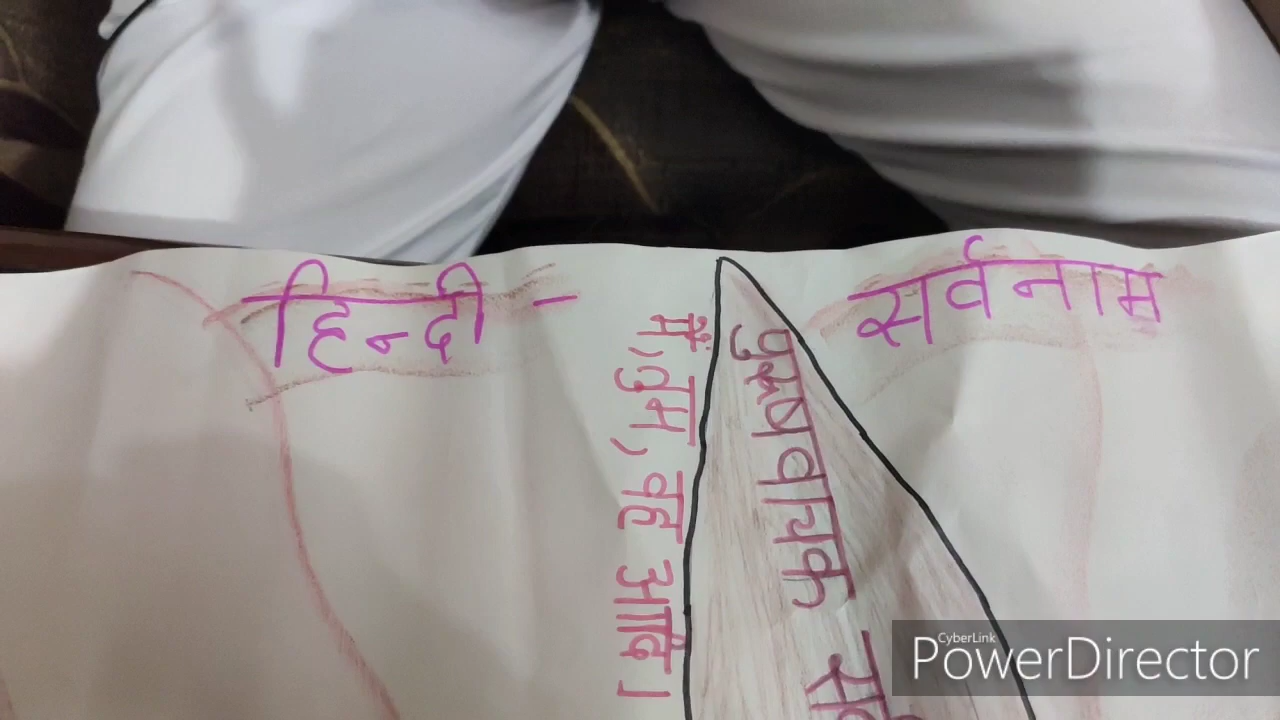 हिन्दी - सर्वनाम
पुरुषवाचक
मैं, तुम, वह आदि।
CyberLink
PowerDirector